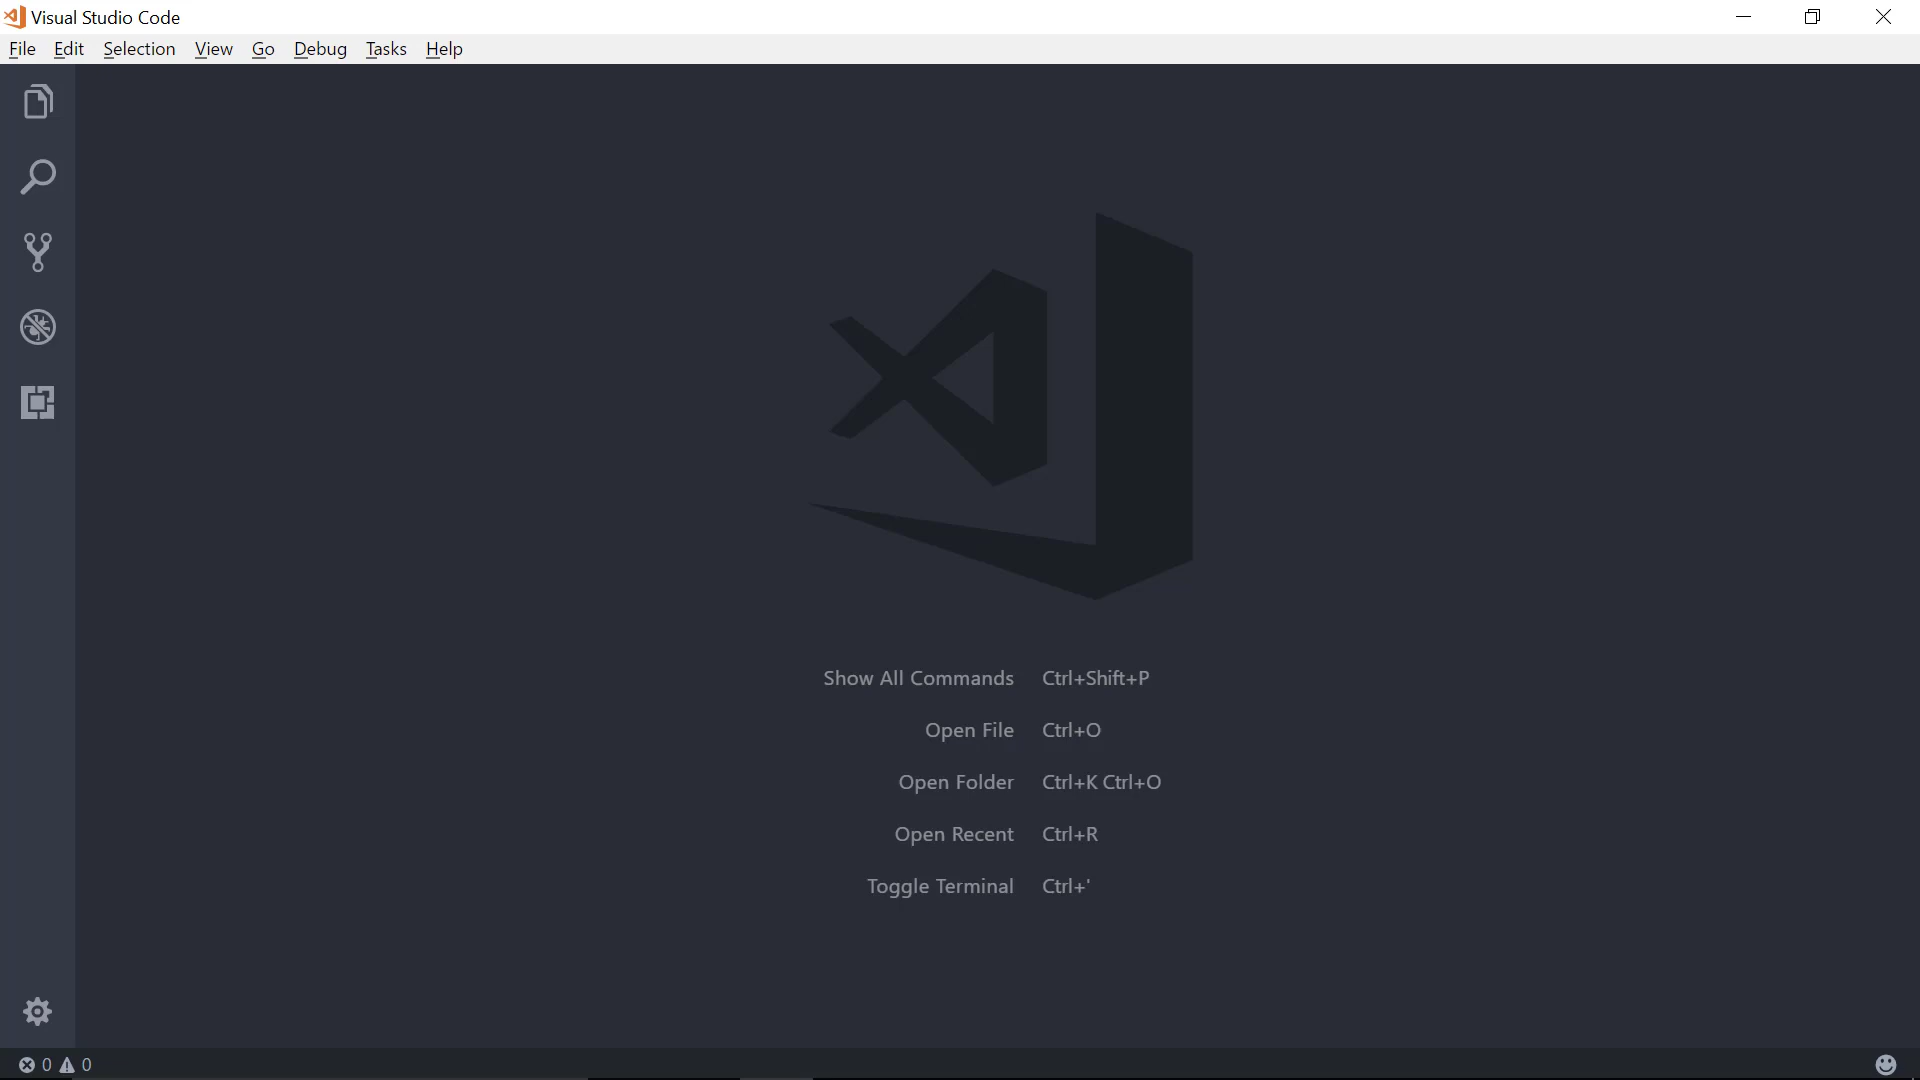 Visual Studio Code
File Edit Selection View Go Debug Tasks Help
Show All Commands Ctrl+Shift+P
Open File Ctrl+O
Open Folder Ctrl+K Ctrl+O
Open Recent Ctrl+R
Toggle Terminal Ctrl+'
0 0